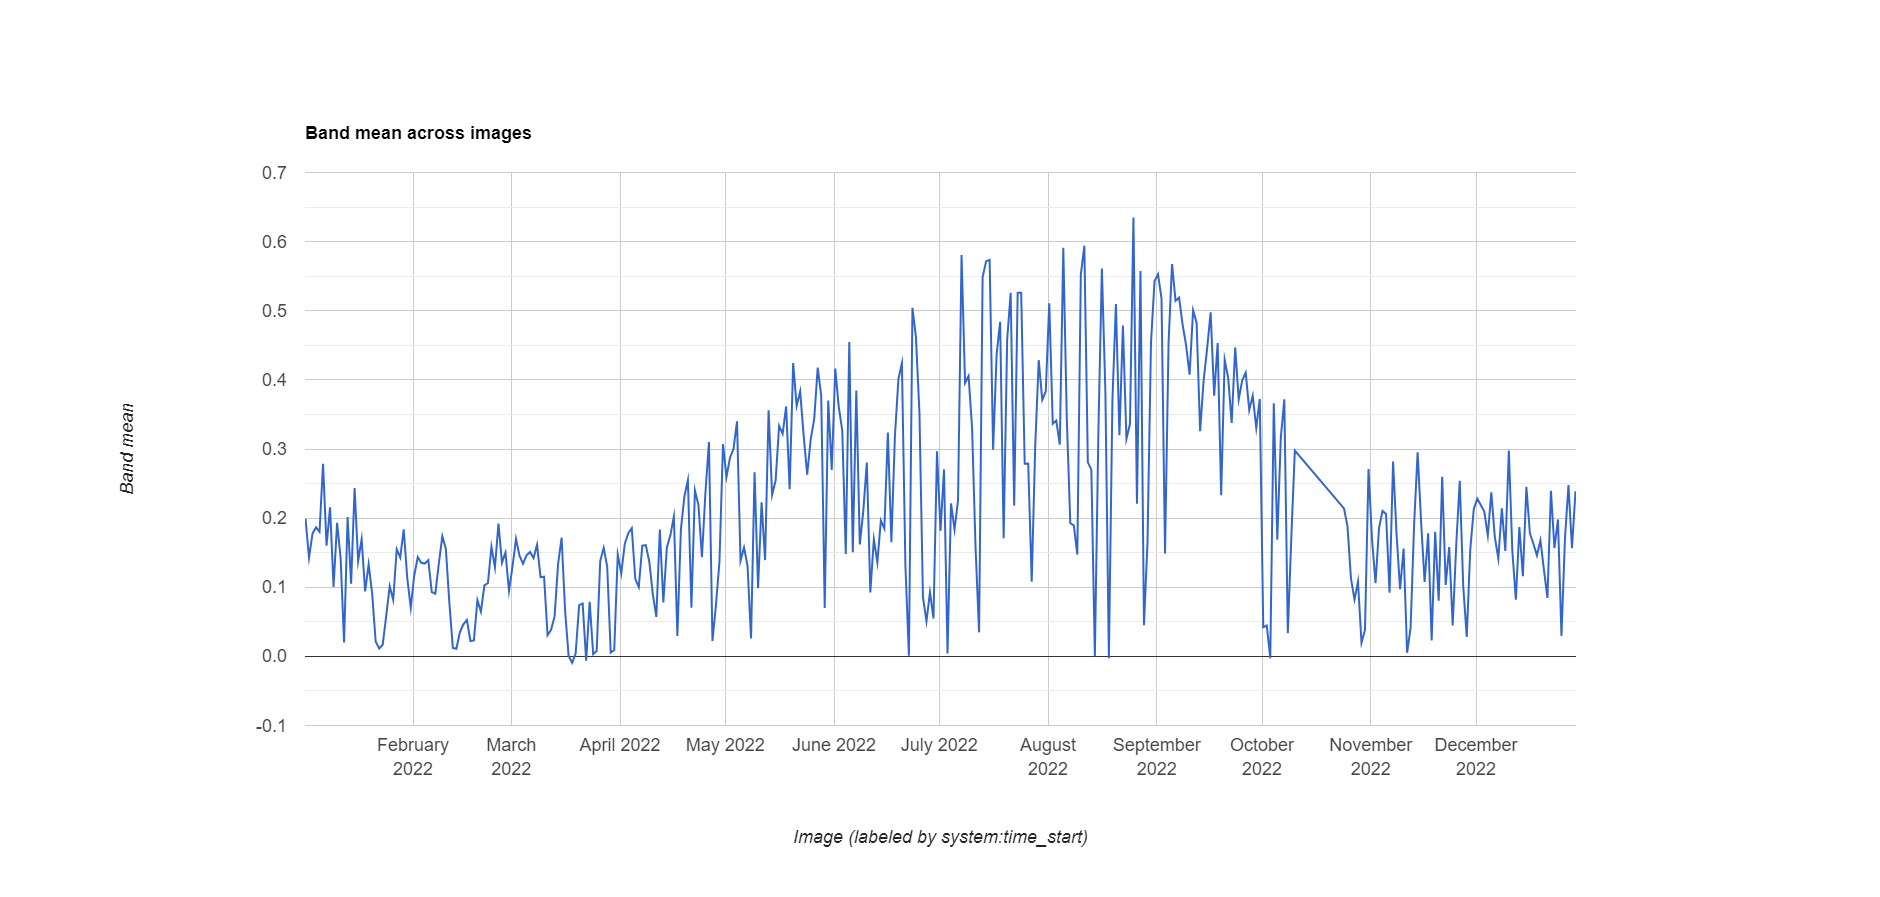 Band mean across images
0.7
0.6
0.5
0.4
0.3
0.2
0.1
0.0
-0.1
Band mean
February
2022
March
2022
April 2022
May 2022
June 2022
July 2022
August
2022
September
2022
October
2022
November
2022
December
2022
Image (labeled by system:time_start)